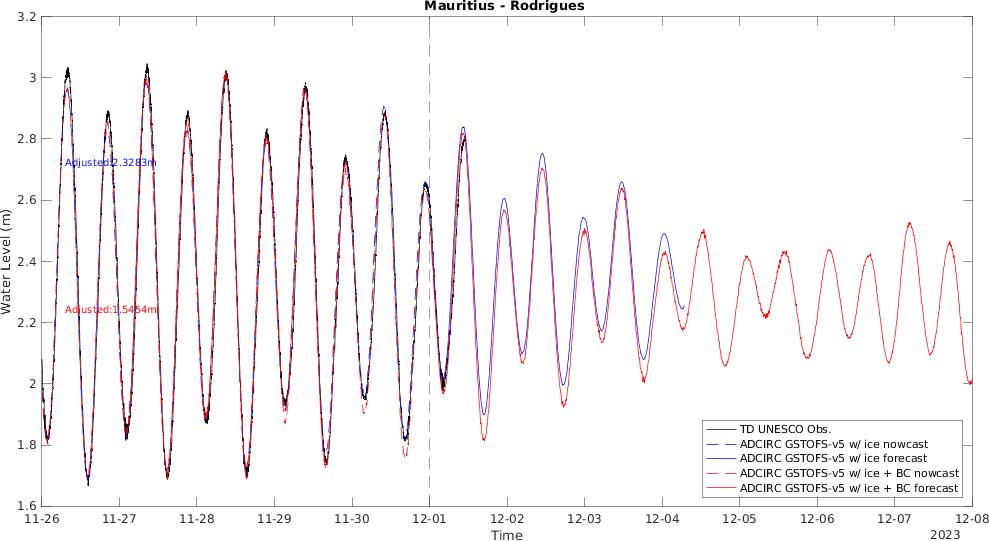 Mauritius - Rodrigues
Water Level (m)
3.2
3
2.8
2.6
2.4
2.2
2
1.8
1.6
Adjusted:2.3283m
Adjusted:1.5454m
TD UNESCO Obs.
ADCIRC GSTOFS-v5 w/ ice nowcast
ADCIRC GSTOFS-v5 w/ ice forecast
ADCIRC GSTOFS-v5 w/ ice + BC nowcast
ADCIRC GSTOFS-v5 w/ ice + BC forecast
11-26 11-27 11-28 11-29 11-30 12-01 12-02 12-03 12-04 12-05 12-06 12-07 12-08
Time
2023